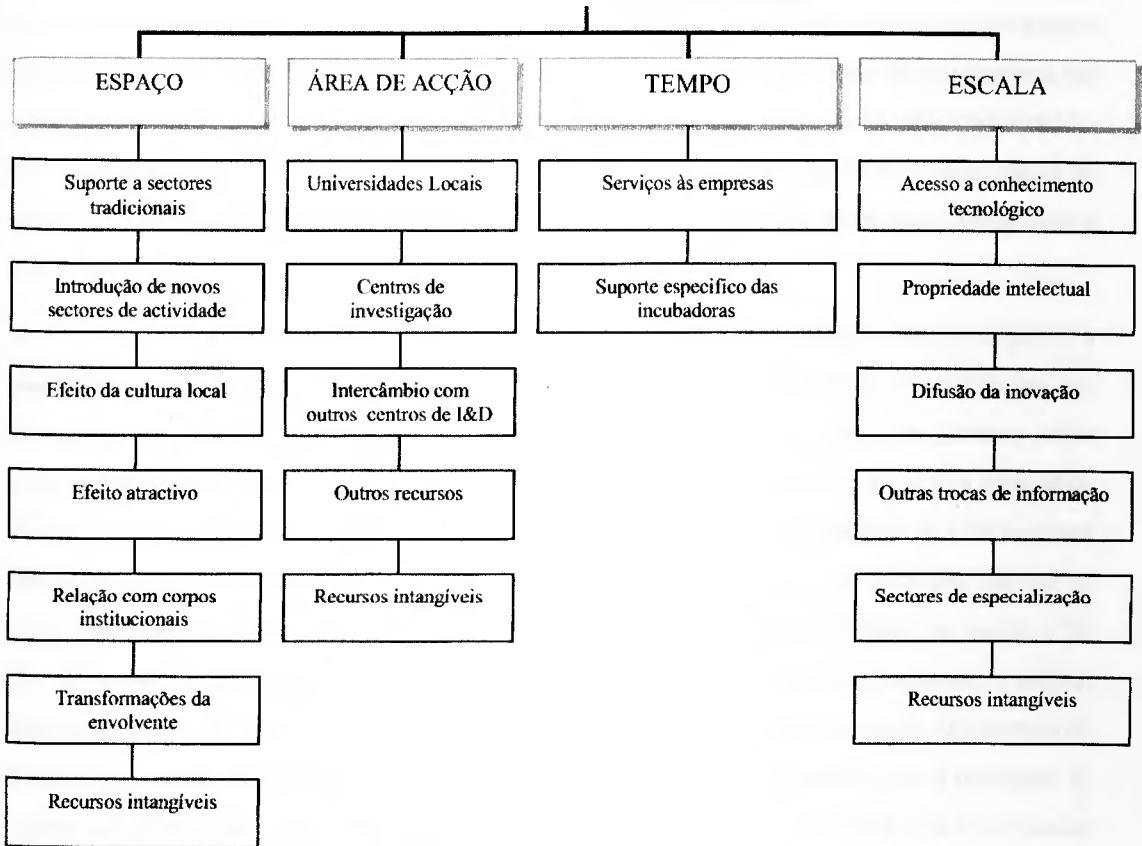 ESPAÇO
Suporte a sectores
tradicionais
Introdução de novos
sectores de actividade
Efeito da cultura local
Efeito atractivo
Relação com corpos
institucionais
Transformações da
envolvente
Recursos intangíveis
ÁREA DE ACÇÃO
Universidades Locais
Centros de
investigação
Intercâmbio com
outros centros de I&D
Outros recursos
Recursos intangíveis
TEMPO
Serviços às empresas
Suporte especifico das
incubadoras
ESCALA
Acesso a conhecimento
tecnológico
Propriedade intelectual
Difusão da inovação
Outras trocas de informação
Sectores de especialização
Recursos intangíveis